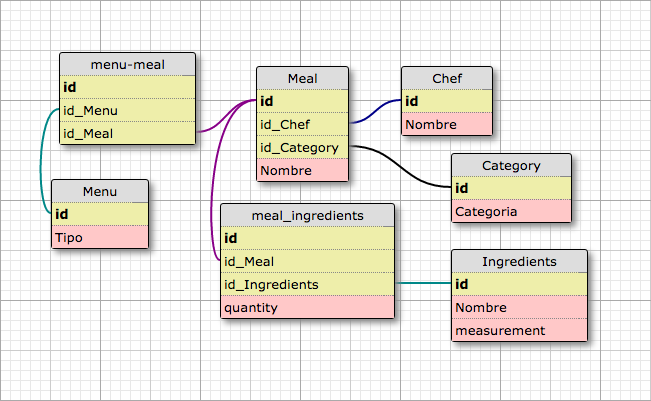 menu-meal
id
id_Menu
id_Meal
Menu
id
Tipo
Meal
id
id_Chef
id_Category
Nombre
meal_ingredients
id
id_Meal
id_Ingredients
quantity
Chef
id
Nombre
Category
id
Categoria
Ingredients
id
Nombre
measurement